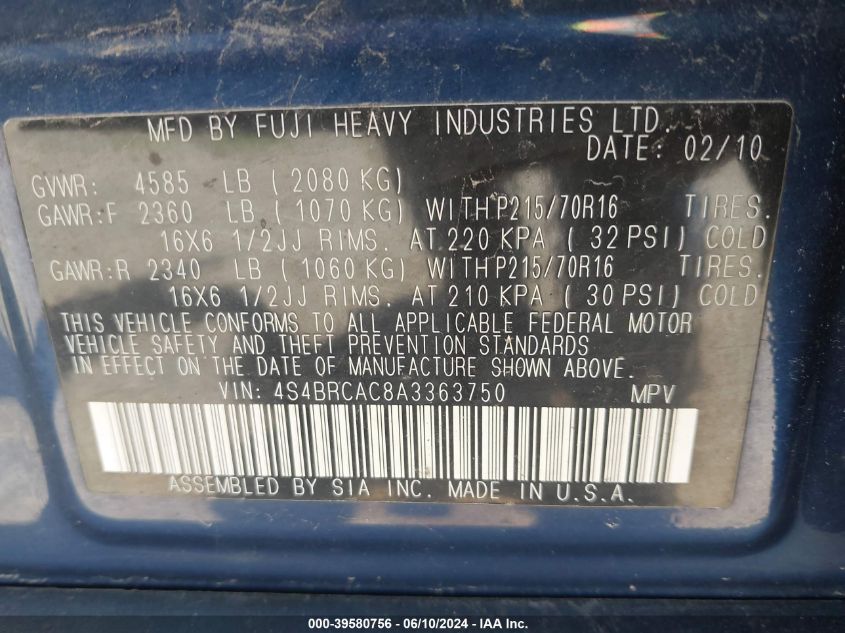 MFD BY FUJI HEAVY INDUSTRIES LTD.
DATE: 02/10
GVWR: 4585 LB ( 2080 KG)
GAWR:F 2360 LB ( 1070 KG) WITH P215/70R16 TIRES.
16X6 1/2JJ RIMS. AT 220 KPA ( 32 PSI) COLD
GAWR:R 2340 LB ( 1060 KG) WITH P215/70R16 TIRES.
16X6 1/2JJ RIMS. AT 210 KPA ( 30 PSI) COLD
THIS VEHICLE CONFORMS TO ALL APPLICABLE FEDERAL MOTOR
VEHICLE SAFETY AND THEFT PREVENTION STANDARDS
IN EFFECT ON THE DATE OF MANUFACTURE SHOWN ABOVE.
VIN: 4S4BRCAC8A3363750 MPV
ASSEMBLED BY SIA INC. MADE IN U.S.A.
000-39580756 - 06/10/2024 - IAAI.com